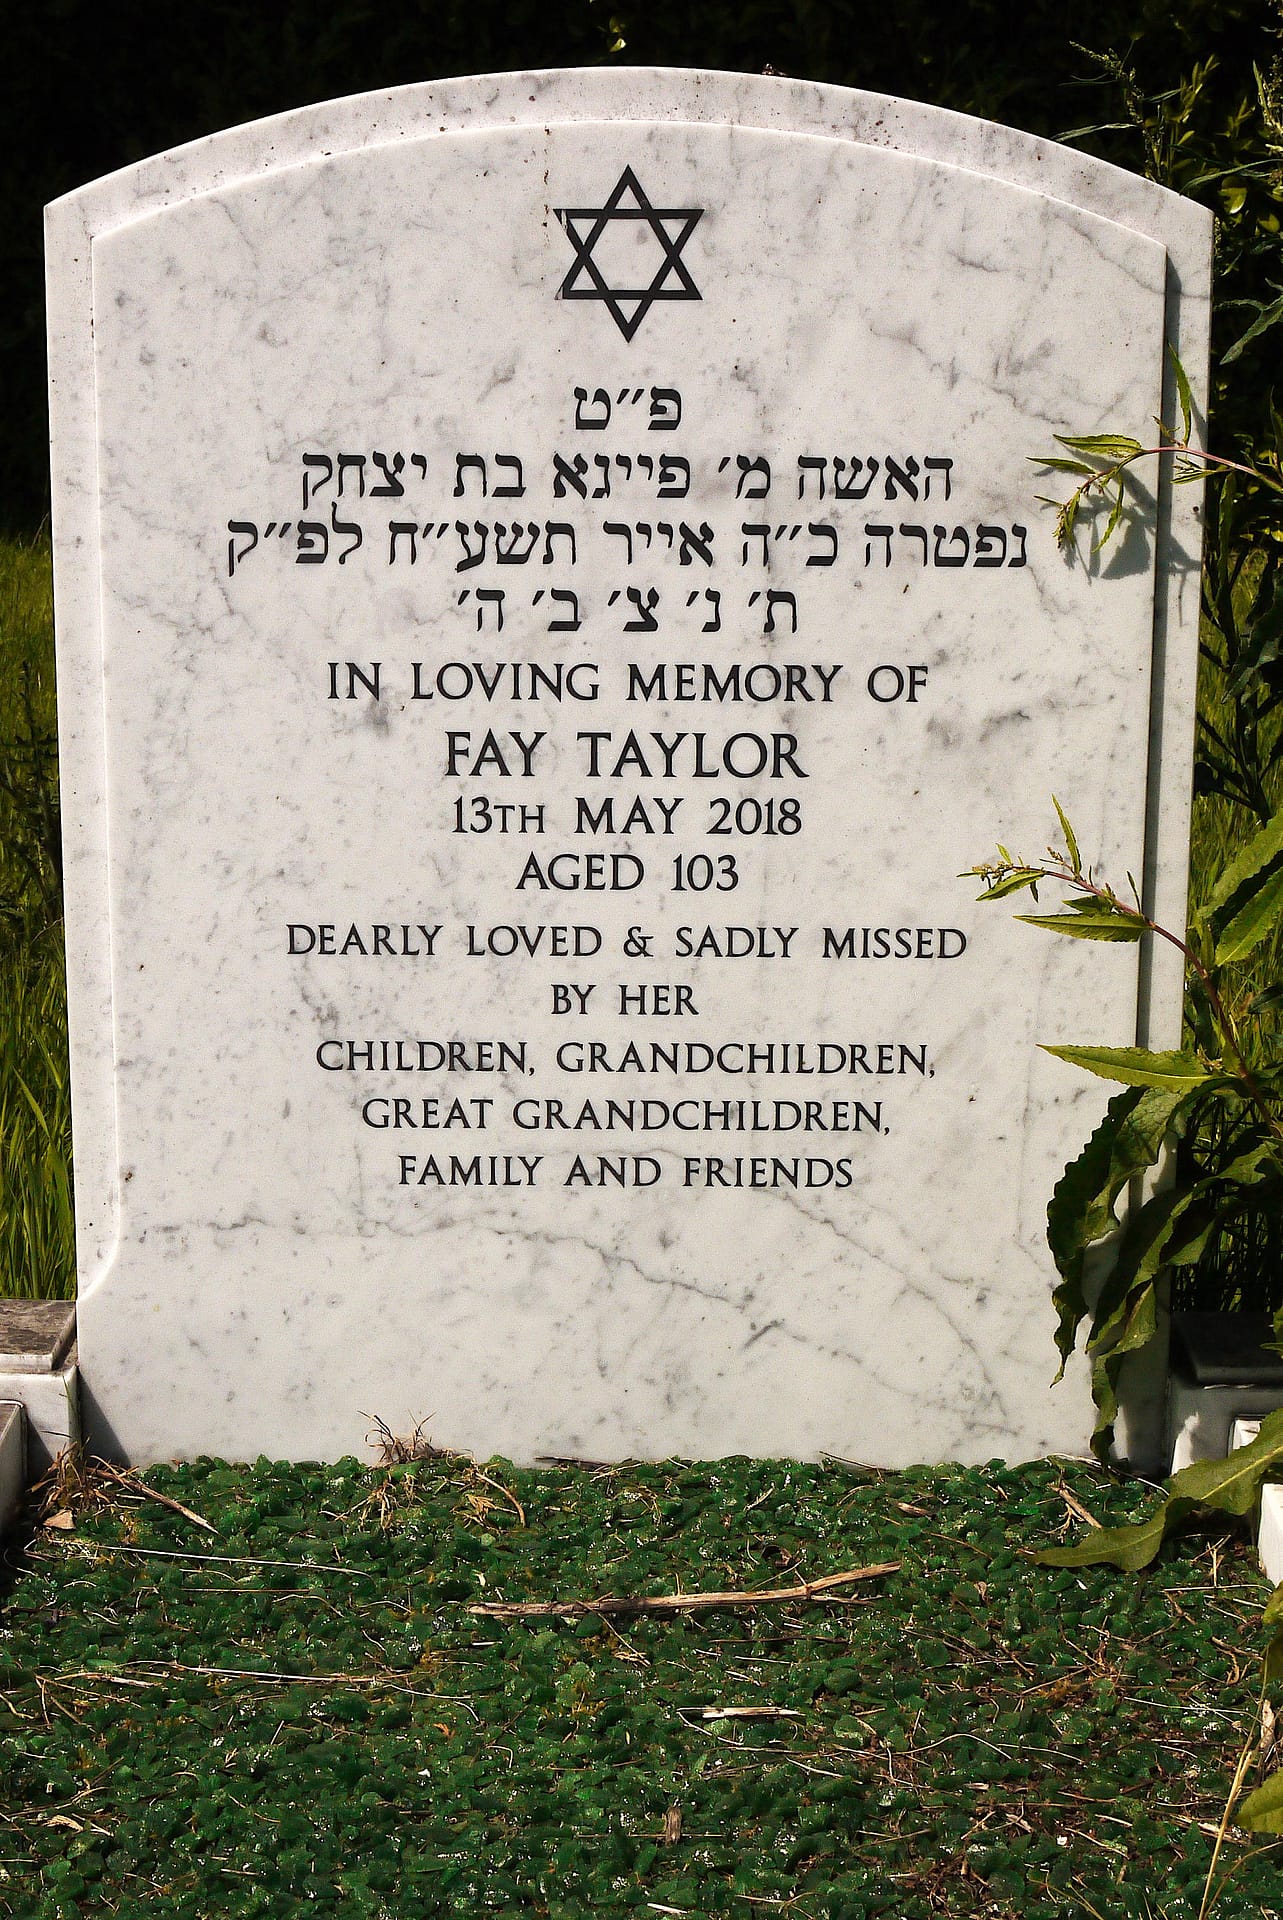 פ״ט
האשה מ׳ פייגא בת יצחק
נפטרה כ״ה אייר תשע״ח לפ״ק
ת׳ נ׳ צ׳ ב׳ ה׳
IN LOVING MEMORY OF
FAY TAYLOR
13TH MAY 2018
AGED 103
DEARLY LOVED & SADLY MISSED
BY HER
CHILDREN, GRANDCHILDREN,
GREAT GRANDCHILDREN,
FAMILY AND FRIENDS